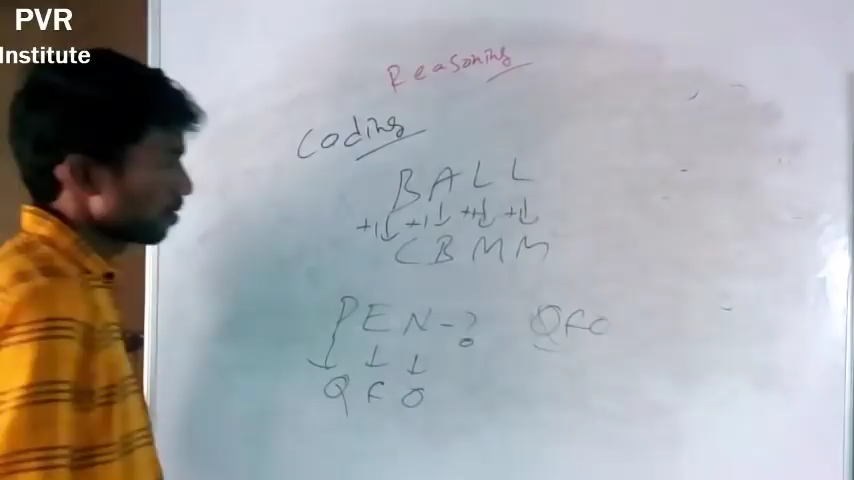 PVR
Institute
Reasoning
Coding
BALL
+1↓ +1↓ +1↓ +1↓
CBMM
PEN-? QFO
↓ ↓ ↓
QFO